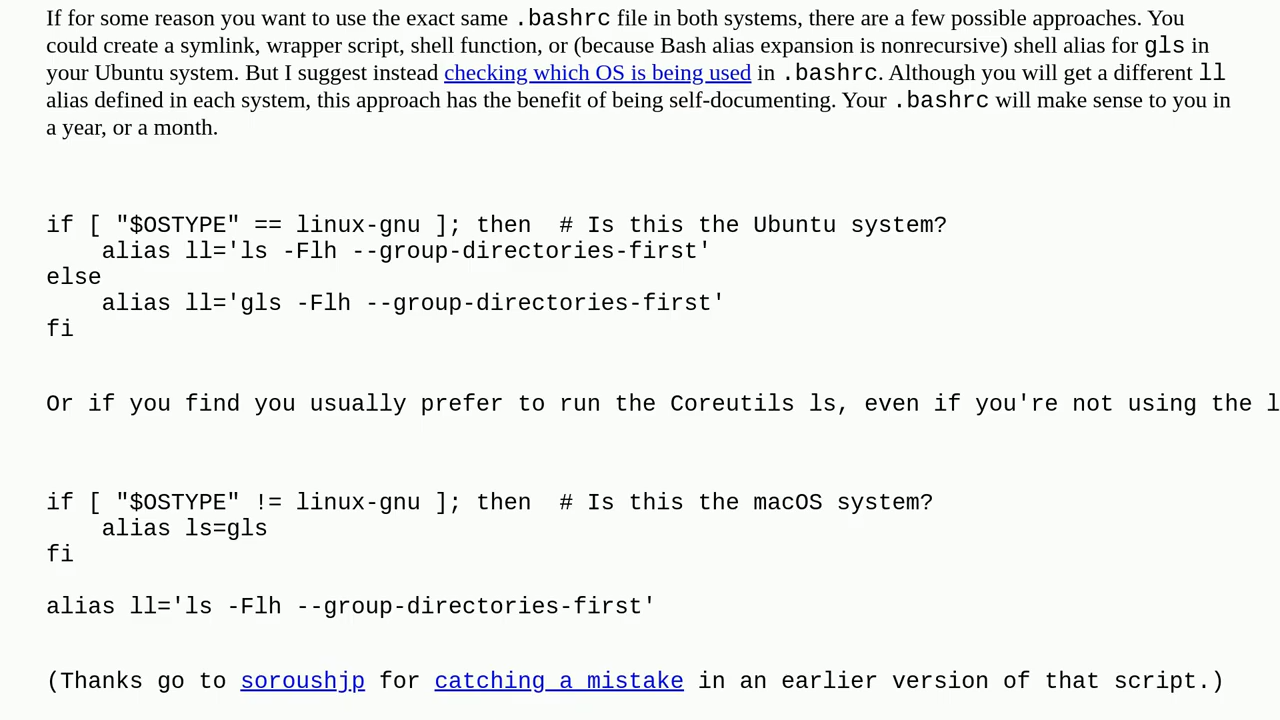 If for some reason you want to use the exact same .bashrc file in both systems, there are a few possible approaches. You
could create a symlink, wrapper script, shell function, or (because Bash alias expansion is nonrecursive) shell alias for gls in
your Ubuntu system. But I suggest instead checking which OS is being used in .bashrc. Although you will get a different ll
alias defined in each system, this approach has the benefit of being self-documenting. Your .bashrc will make sense to you in
a year, or a month.
if [ "$OSTYPE" == linux-gnu ]; then  # Is this the Ubuntu system?
    alias ll='ls -Flh --group-directories-first'
else
    alias ll='gls -Flh --group-directories-first'
fi
Or if you find you usually prefer to run the Coreutils ls, even if you're not using the l
if [ "$OSTYPE" != linux-gnu ]; then  # Is this the macOS system?
    alias ls=gls
fi
alias ll='ls -Flh --group-directories-first'
(Thanks go to soroushjp for catching a mistake in an earlier version of that script.)